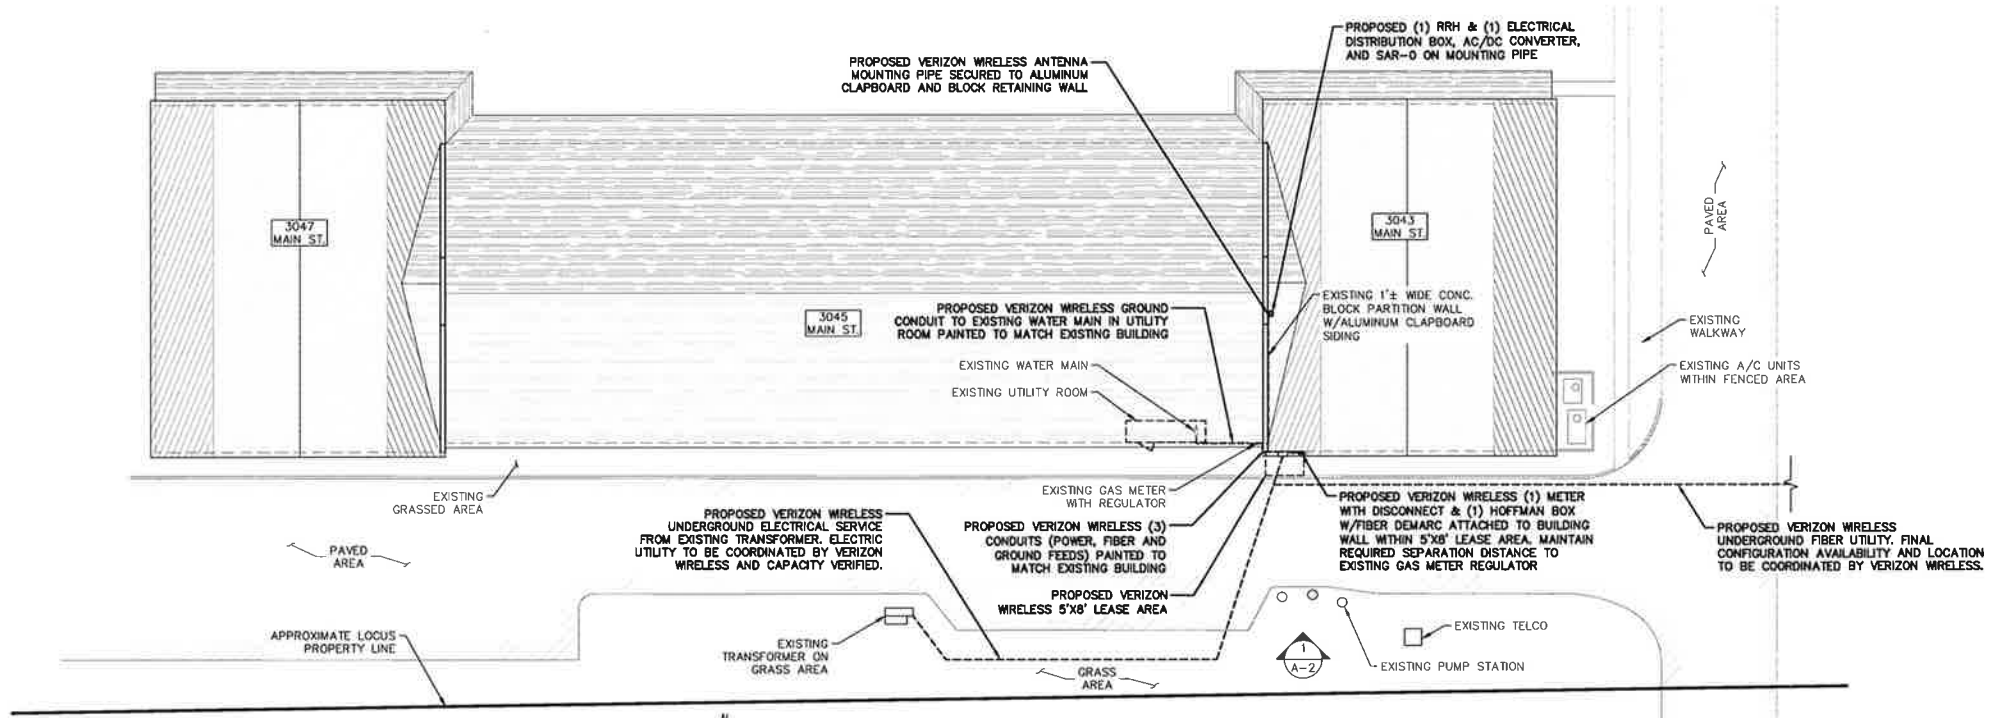 PROPOSED (1) RRH & (1) ELECTRICAL
DISTRIBUTION BOX, AC/DC CONVERTER,
AND SAR-O ON MOUNTING PIPE
PROPOSED VERIZON WIRELESS ANTENNA
MOUNTING PIPE SECURED TO ALUMINUM
CLAPBOARD AND BLOCK RETAINING WALL
3047
MAIN ST.
3043
MAIN ST.
PAVED
AREA
3045
MAIN ST.
PROPOSED VERIZON WIRELESS GROUND
CONDUIT TO EXISTING WATER MAIN IN UTILITY
ROOM PAINTED TO MATCH EXISTING BUILDING
EXISTING 1'± WIDE CONC.
BLOCK PARTITION WALL
W/ALUMINUM CLAPBOARD
SIDING
EXISTING
WALKWAY
EXISTING WATER MAIN
EXISTING UTILITY ROOM
EXISTING A/C UNITS
WITHIN FENCED AREA
EXISTING
GRASSED AREA
EXISTING GAS METER
WITH REGULATOR
PROPOSED VERIZON WIRELESS
UNDERGROUND ELECTRICAL SERVICE
FROM EXISTING TRANSFORMER. ELECTRIC
UTILITY TO BE COORDINATED BY VERIZON
WIRELESS AND CAPACITY VERIFIED.
PROPOSED VERIZON WIRELESS (3)
CONDUITS (POWER, FIBER AND
GROUND FEEDS) PAINTED TO
MATCH EXISTING BUILDING
PROPOSED VERIZON WIRELESS (1) METER
WITH DISCONNECT & (1) HOFFMAN BOX
W/FIBER DEMARC ATTACHED TO BUILDING
WALL WITHIN 5'X8' LEASE AREA. MAINTAIN
REQUIRED SEPARATION DISTANCE TO
EXISTING GAS METER REGULATOR
PROPOSED VERIZON WIRELESS
UNDERGROUND FIBER UTILITY. FINAL
CONFIGURATION AVAILABILITY AND LOCATION
TO BE COORDINATED BY VERIZON WIRELESS.
PAVED
AREA
PROPOSED VERIZON
WIRELESS 5'X8' LEASE AREA
APPROXIMATE LOCUS
PROPERTY LINE
EXISTING
TRANSFORMER ON
GRASS AREA
GRASS
AREA
1
A-2
EXISTING TELCO
EXISTING PUMP STATION